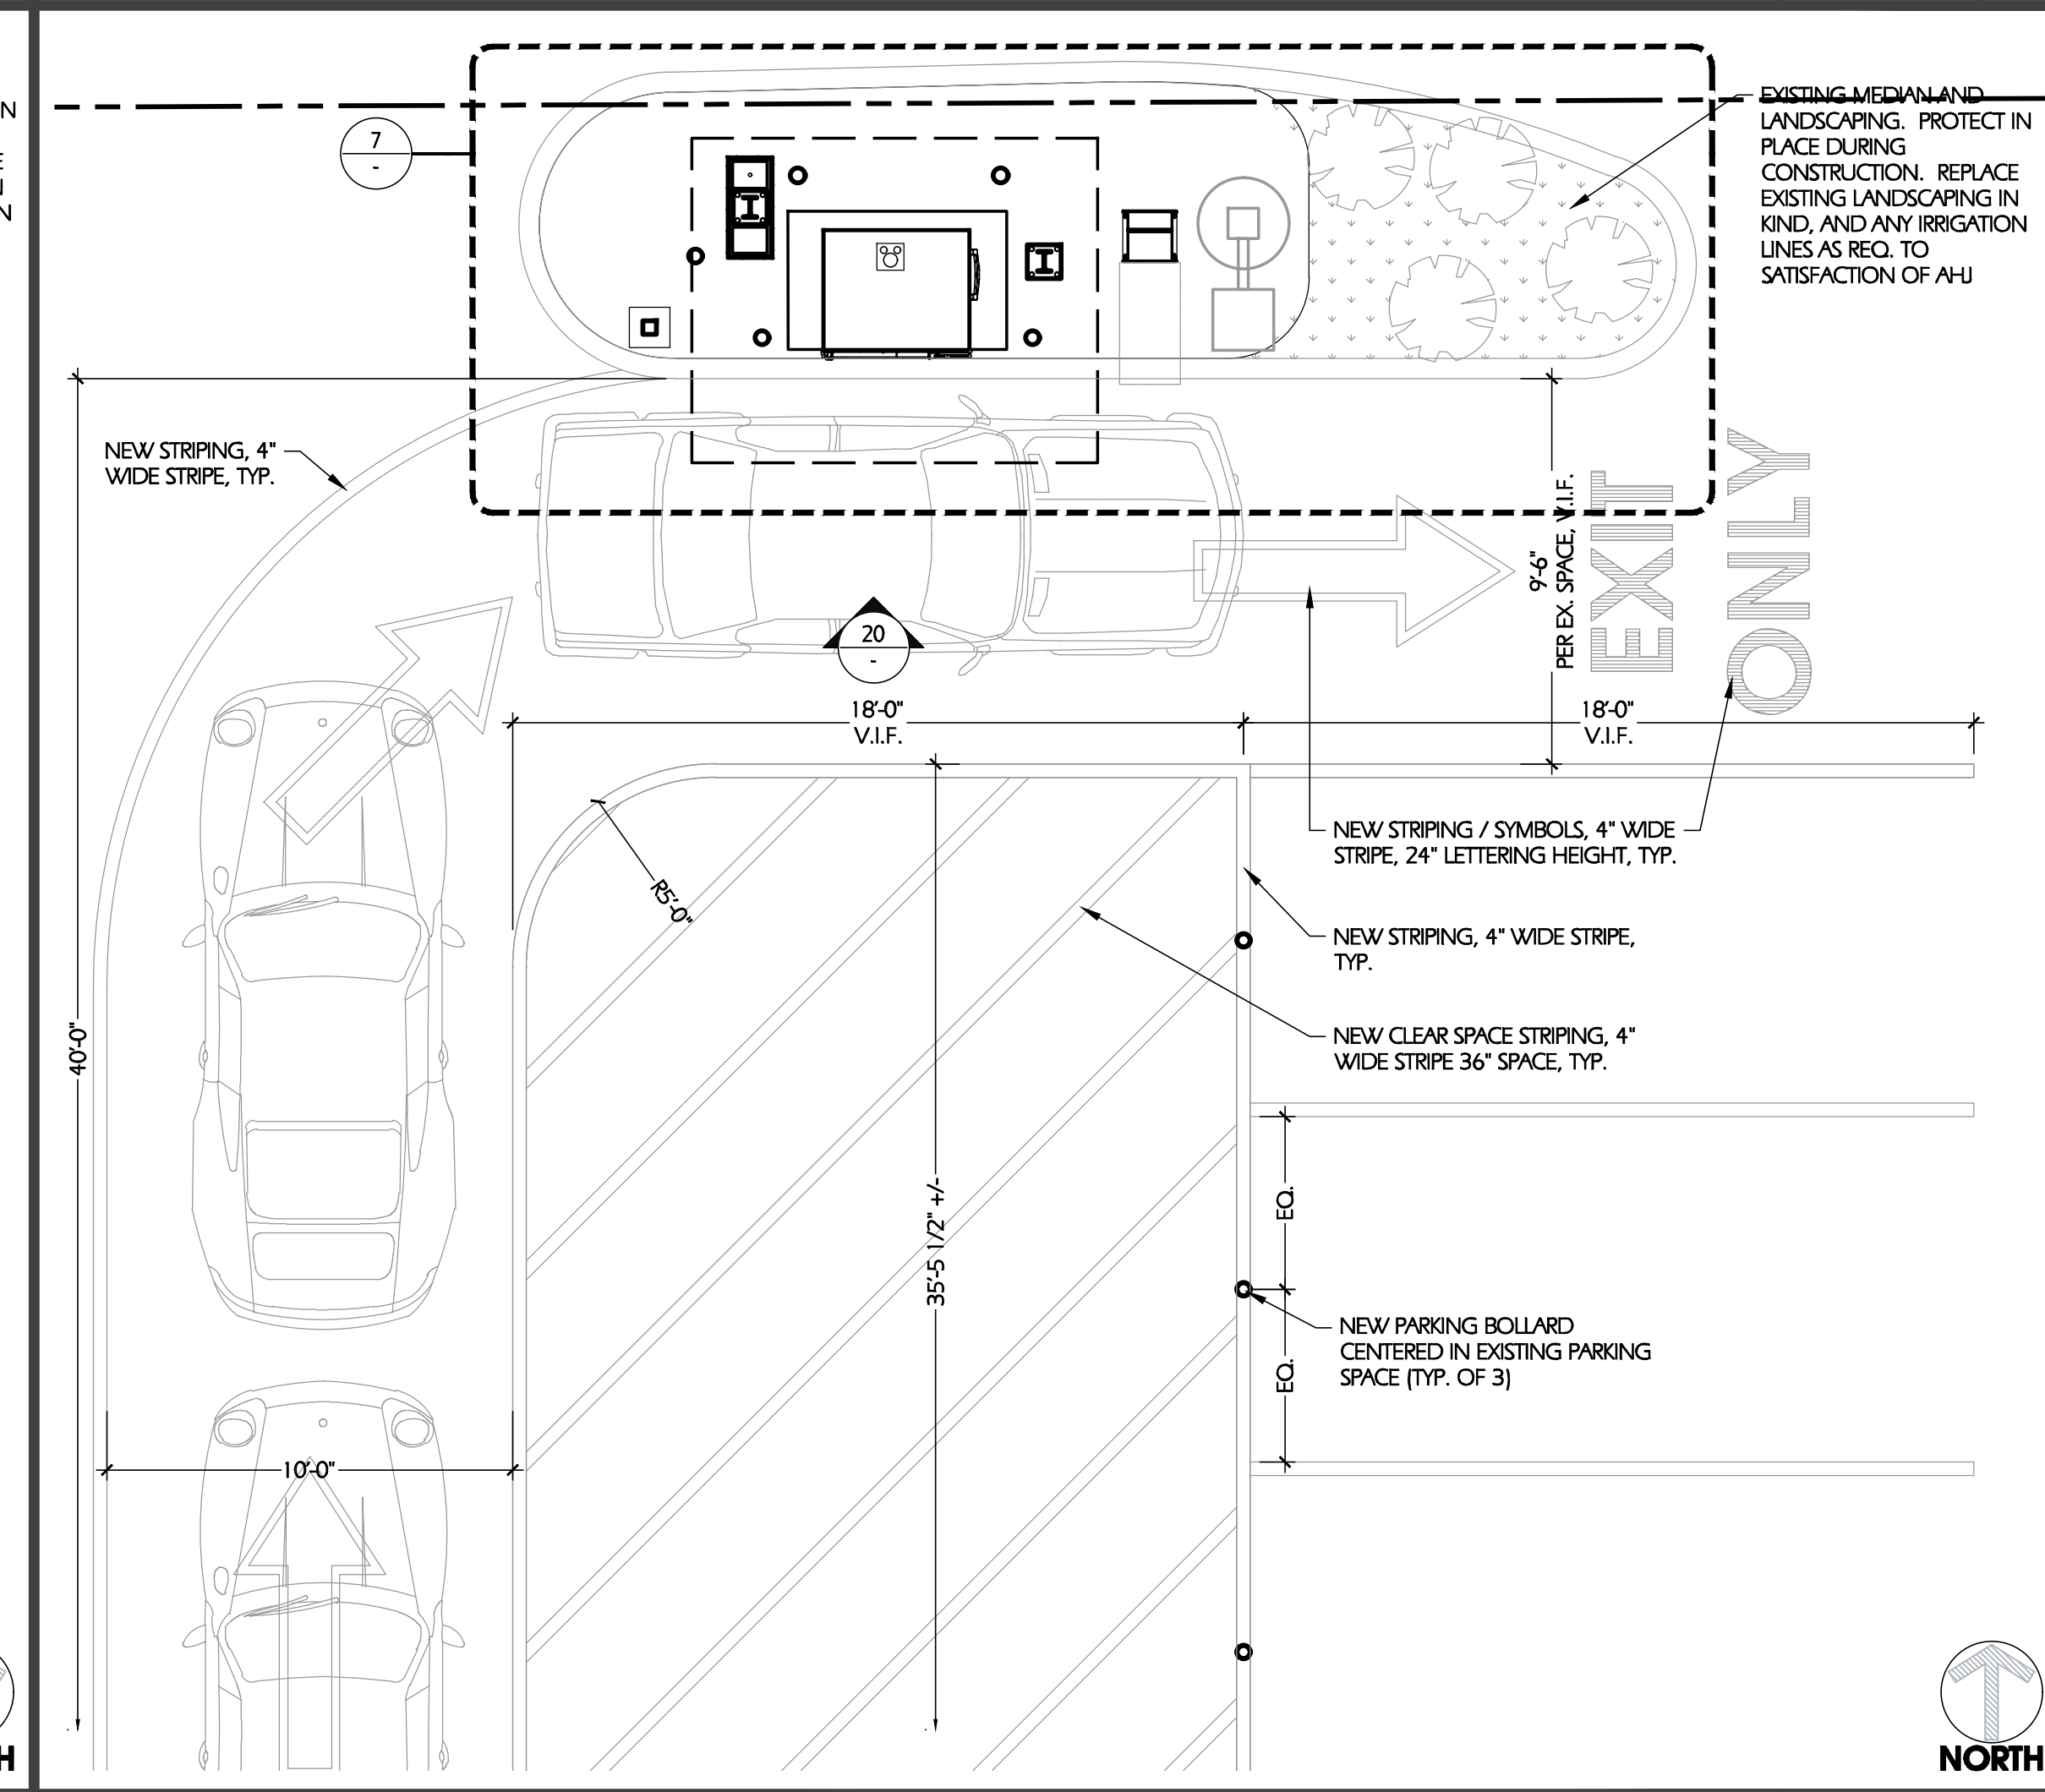 7
-
EXISTING MEDIAN AND
LANDSCAPING.  PROTECT IN
PLACE DURING
CONSTRUCTION.  REPLACE
EXISTING LANDSCAPING IN
KIND, AND ANY IRRIGATION
LINES AS REQ. TO
SATISFACTION OF AHJ
NEW STRIPING, 4"
WIDE STRIPE, TYP.
9'-6"
PER EX. SPACE, V.I.F.
EXIT
ONLY
20
-
18'-0"
V.I.F.
18'-0"
V.I.F.
NEW STRIPING / SYMBOLS, 4" WIDE
STRIPE, 24" LETTERING HEIGHT, TYP.
R5'-0"
NEW STRIPING, 4" WIDE STRIPE,
TYP.
40'-0"
NEW CLEAR SPACE STRIPING, 4"
WIDE STRIPE 36" SPACE, TYP.
35'-5 1/2" +/-
EQ.
EQ.
NEW PARKING BOLLARD
CENTERED IN EXISTING PARKING
SPACE (TYP. OF 3)
10'-0"
NORTH